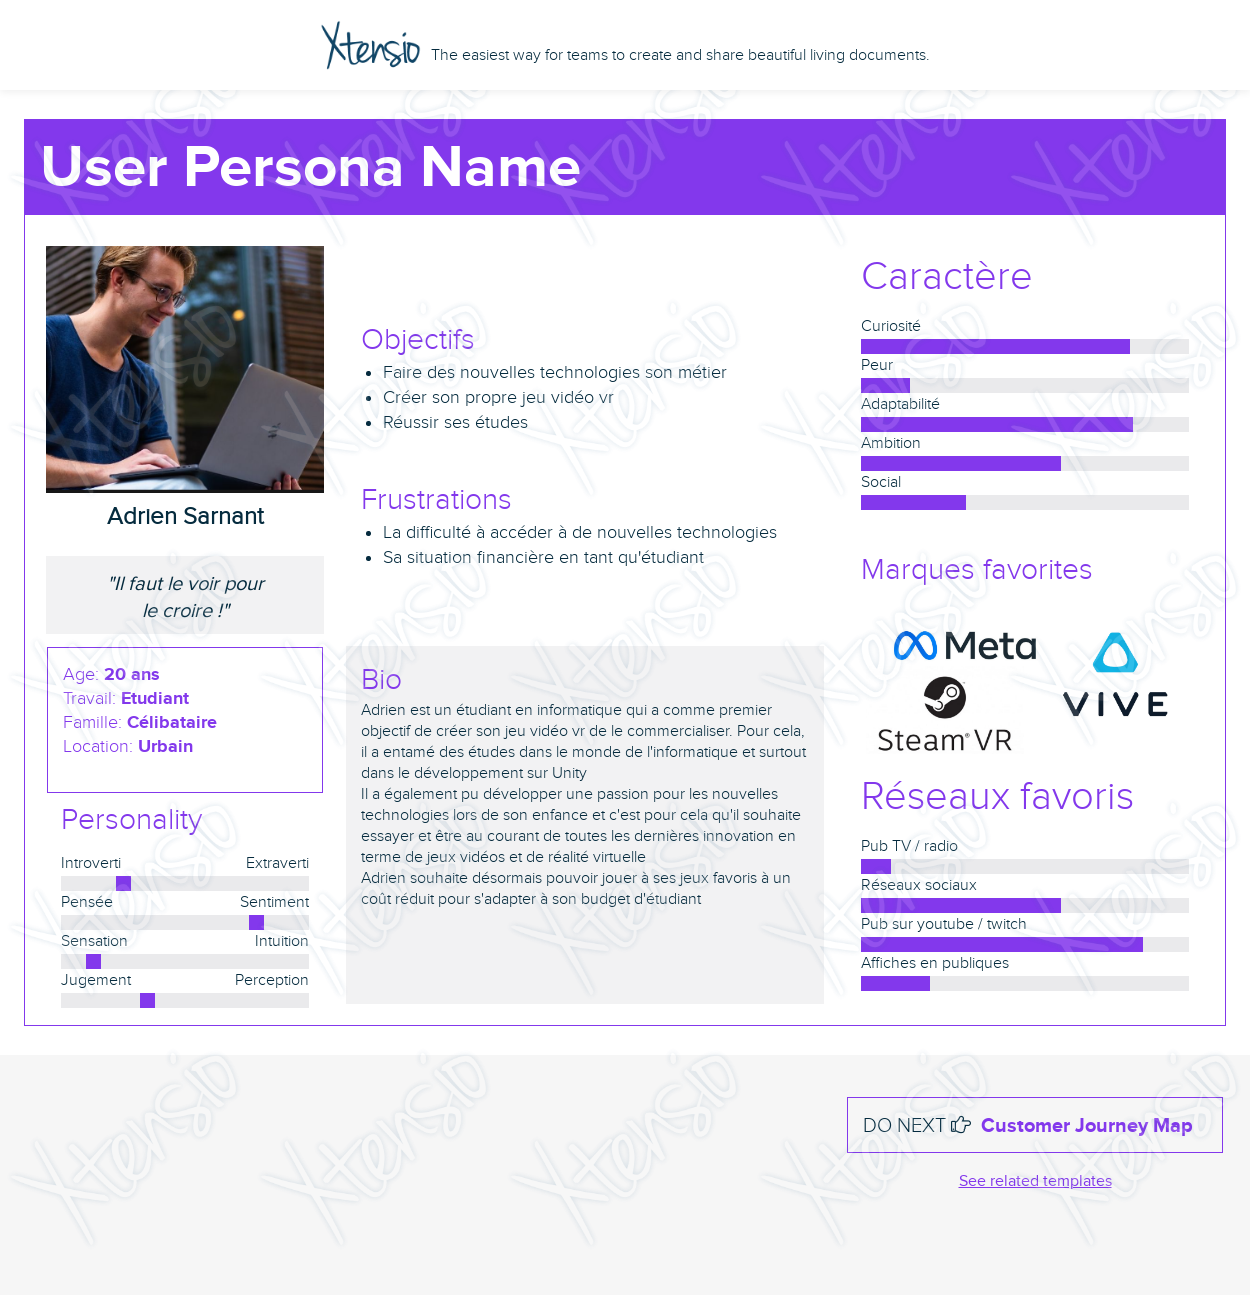 Xtensio The easiest way for teams to create and share beautiful living documents.
User Persona Name
Adrien Sarnant
"Il faut le voir pour
le croire !"
Age: 20 ans
Travail: Etudiant
Famille: Célibataire
Location: Urbain
Personality
Introverti Extraverti
Pensée Sentiment
Sensation Intuition
Jugement Perception
Objectifs
Faire des nouvelles technologies son métier
Créer son propre jeu vidéo vr
Réussir ses études
Frustrations
La difficulté à accéder à de nouvelles technologies
Sa situation financière en tant qu'étudiant
Bio
Adrien est un étudiant en informatique qui a comme premier
objectif de créer son jeu vidéo vr de le commercialiser. Pour cela,
il a entamé des études dans le monde de l'informatique et surtout
dans le développement sur Unity
Il a également pu développer une passion pour les nouvelles
technologies lors de son enfance et c'est pour cela qu'il souhaite
essayer et être au courant de toutes les dernières innovation en
terme de jeux vidéos et de réalité virtuelle
Adrien souhaite désormais pouvoir jouer à ses jeux favoris à un
coût réduit pour s'adapter à son budget d'étudiant
Caractère
Curiosité
Peur
Adaptabilité
Ambition
Social
Marques favorites
Meta
VIVE
Steam®VR
Réseaux favoris
Pub TV / radio
Réseaux sociaux
Pub sur youtube / twitch
Affiches en publiques
DO NEXT Customer Journey Map
See related templates